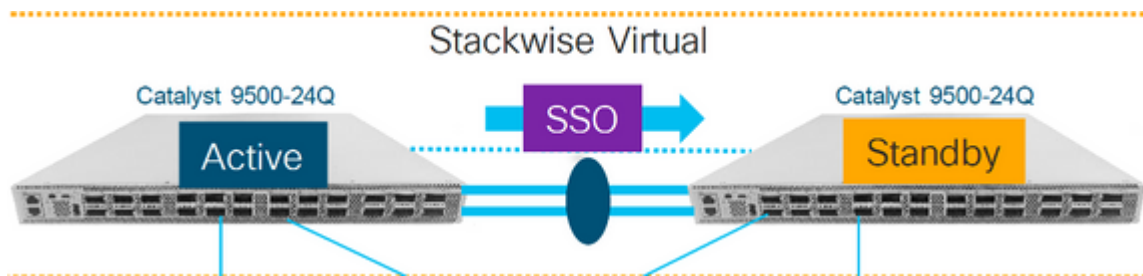 Stackwise Virtual
Catalyst 9500-24Q
SSO
Catalyst 9500-24Q
Active
Standby